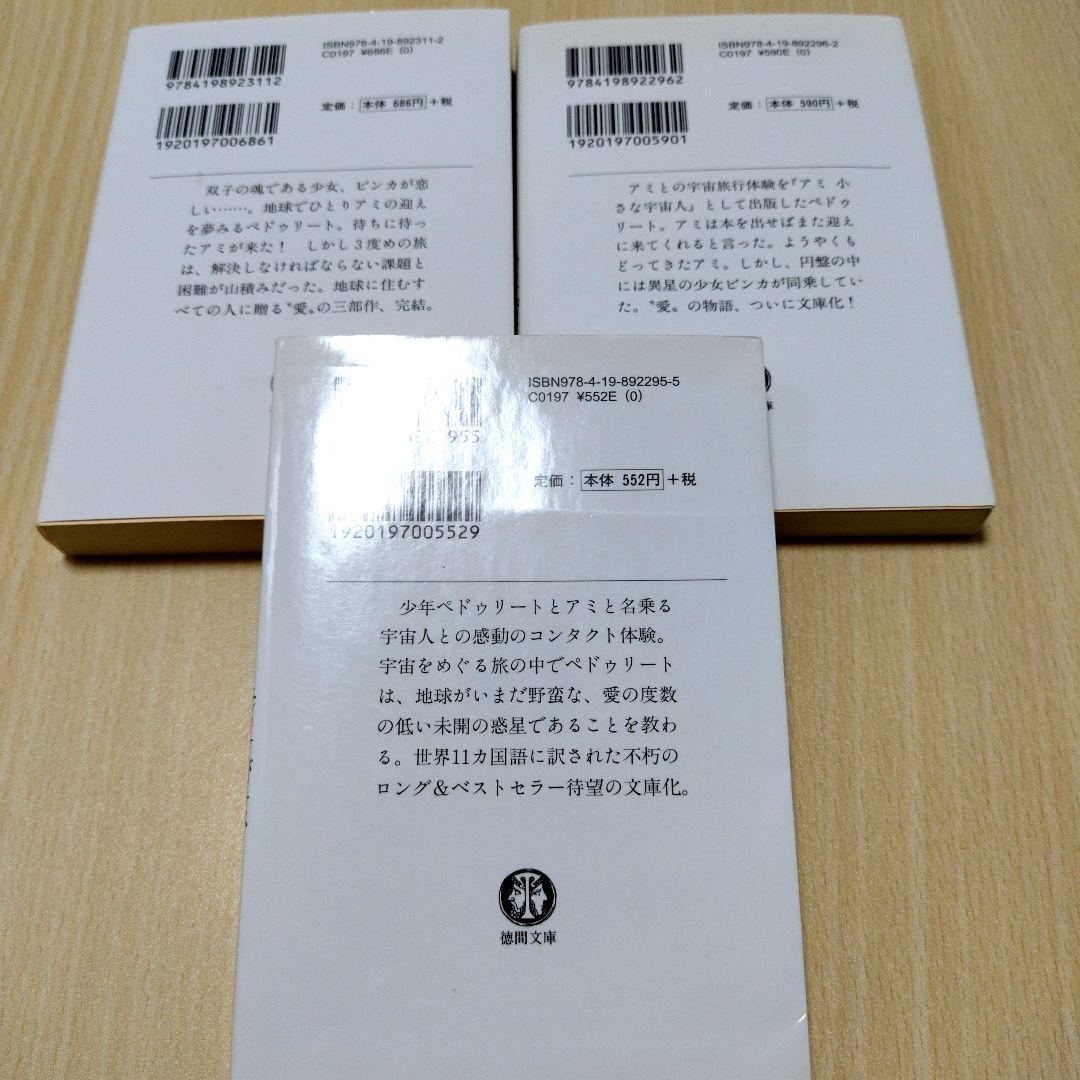 ISBN978-4-19-892311-2
C0197 ¥686E (0)
9784198923112
定価：本体 686円＋税
1920197006861
双子の魂である少女、ビンカが恋
しい……。地球でひとりアミの迎え
を夢みるペドゥリート。待ちに待っ
たアミが来た！　しかし3度めの旅
は、解決しなければならない課題と
困難が山積みだった。地球に住むす
べての人に贈る〝愛〟の三部作、完結。
ISBN978-4-19-892296-2
C0197 ¥590E (0)
9784198922962
定価：本体 590円＋税
1920197005901
アミとの宇宙旅行体験を『アミ 小
さな宇宙人』として出版したペドゥ
リート。アミは本を出せばまた迎え
に来てくれると言った。ようやくも
どってきたアミ。しかし、円盤の中
には異星の少女ビンカが同乗してい
た。〝愛〟の物語、ついに文庫化！
庫
ISBN978-4-19-892295-5
C0197 ¥552E (0)
955
定価：本体 552円＋税
1920197005529
少年ペドゥリートとアミと名乗る
宇宙人との感動のコンタクト体験。
宇宙をめぐる旅の中でペドゥリート
は、地球がいまだ野蛮な、愛の度数
の低い未開の惑星であることを教わ
る。世界11カ国語に訳された不朽の
ロング＆ベストセラー待望の文庫化。
徳間文庫